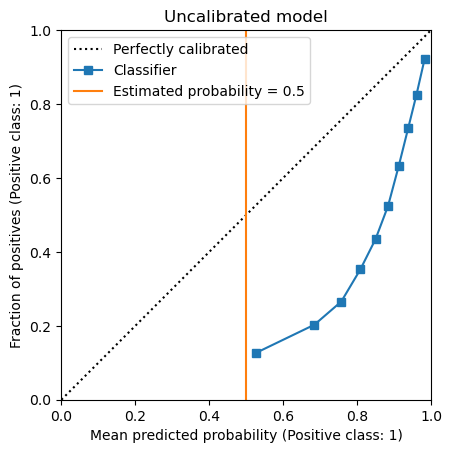 Uncalibrated model
Perfectly calibrated
Classifier
Estimated probability = 0.5
Fraction of positives (Positive class: 1)
1.0
0.8
0.6
0.4
0.2
0.0
0.0 0.2 0.4 0.6 0.8 1.0
Mean predicted probability (Positive class: 1)